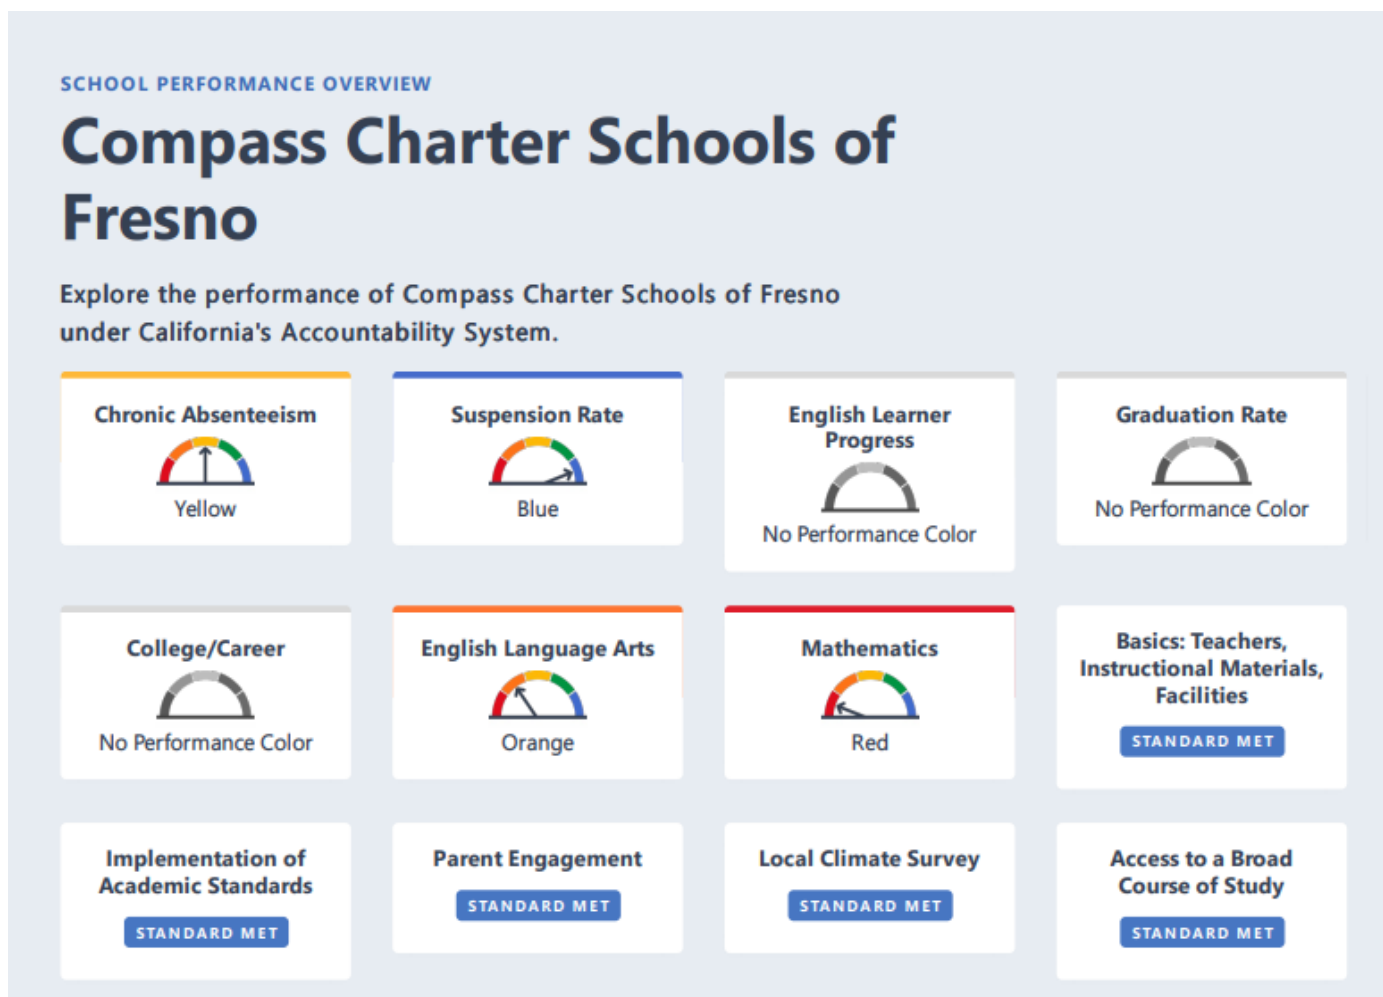 SCHOOL PERFORMANCE OVERVIEW
Compass Charter Schools of
Fresno
Explore the performance of Compass Charter Schools of Fresno
under California's Accountability System.
Chronic Absenteeism
Yellow
Suspension Rate
Blue
English Learner
Progress
No Performance Color
Graduation Rate
No Performance Color
College/Career
No Performance Color
English Language Arts
Orange
Mathematics
Red
Basics: Teachers,
Instructional Materials,
Facilities
STANDARD MET
Implementation of
Academic Standards
STANDARD MET
Parent Engagement
STANDARD MET
Local Climate Survey
STANDARD MET
Access to a Broad
Course of Study
STANDARD MET